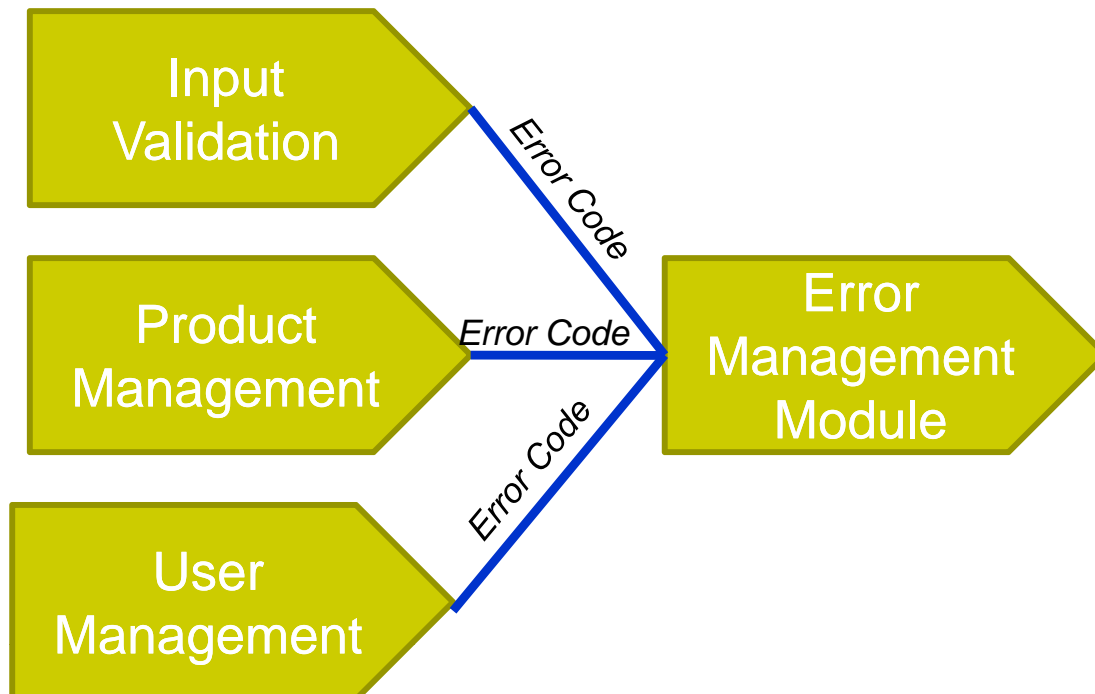 Input
Validation
Error Code
Product
Management
Error Code
Error
Management
Module
Error Code
User
Management